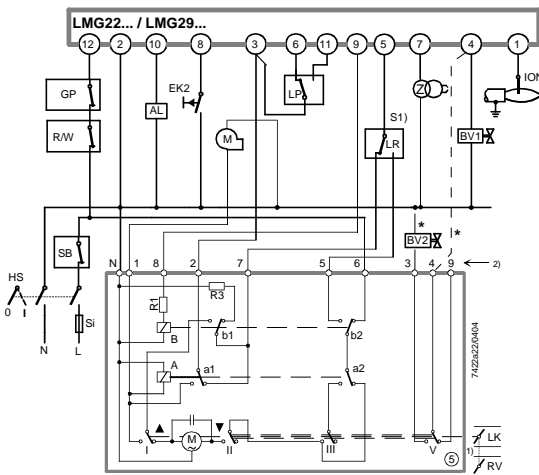 LMG22... / LMG29...
12 2 10 8 3 6 11 9 5 7 4 1
GP
R/W
AL
EK2
LP
M
S1)
LR
Z
ION
BV1
SB
BV2
*
*
HS
0 I
Si
N
L
N 1 8 2 7 5 6 3 4 9 2)
R1
R3
B
b1
b2
A
a1
a2
I
M
~
II
III
V
5
LK
1)
RV
7422a22/0404